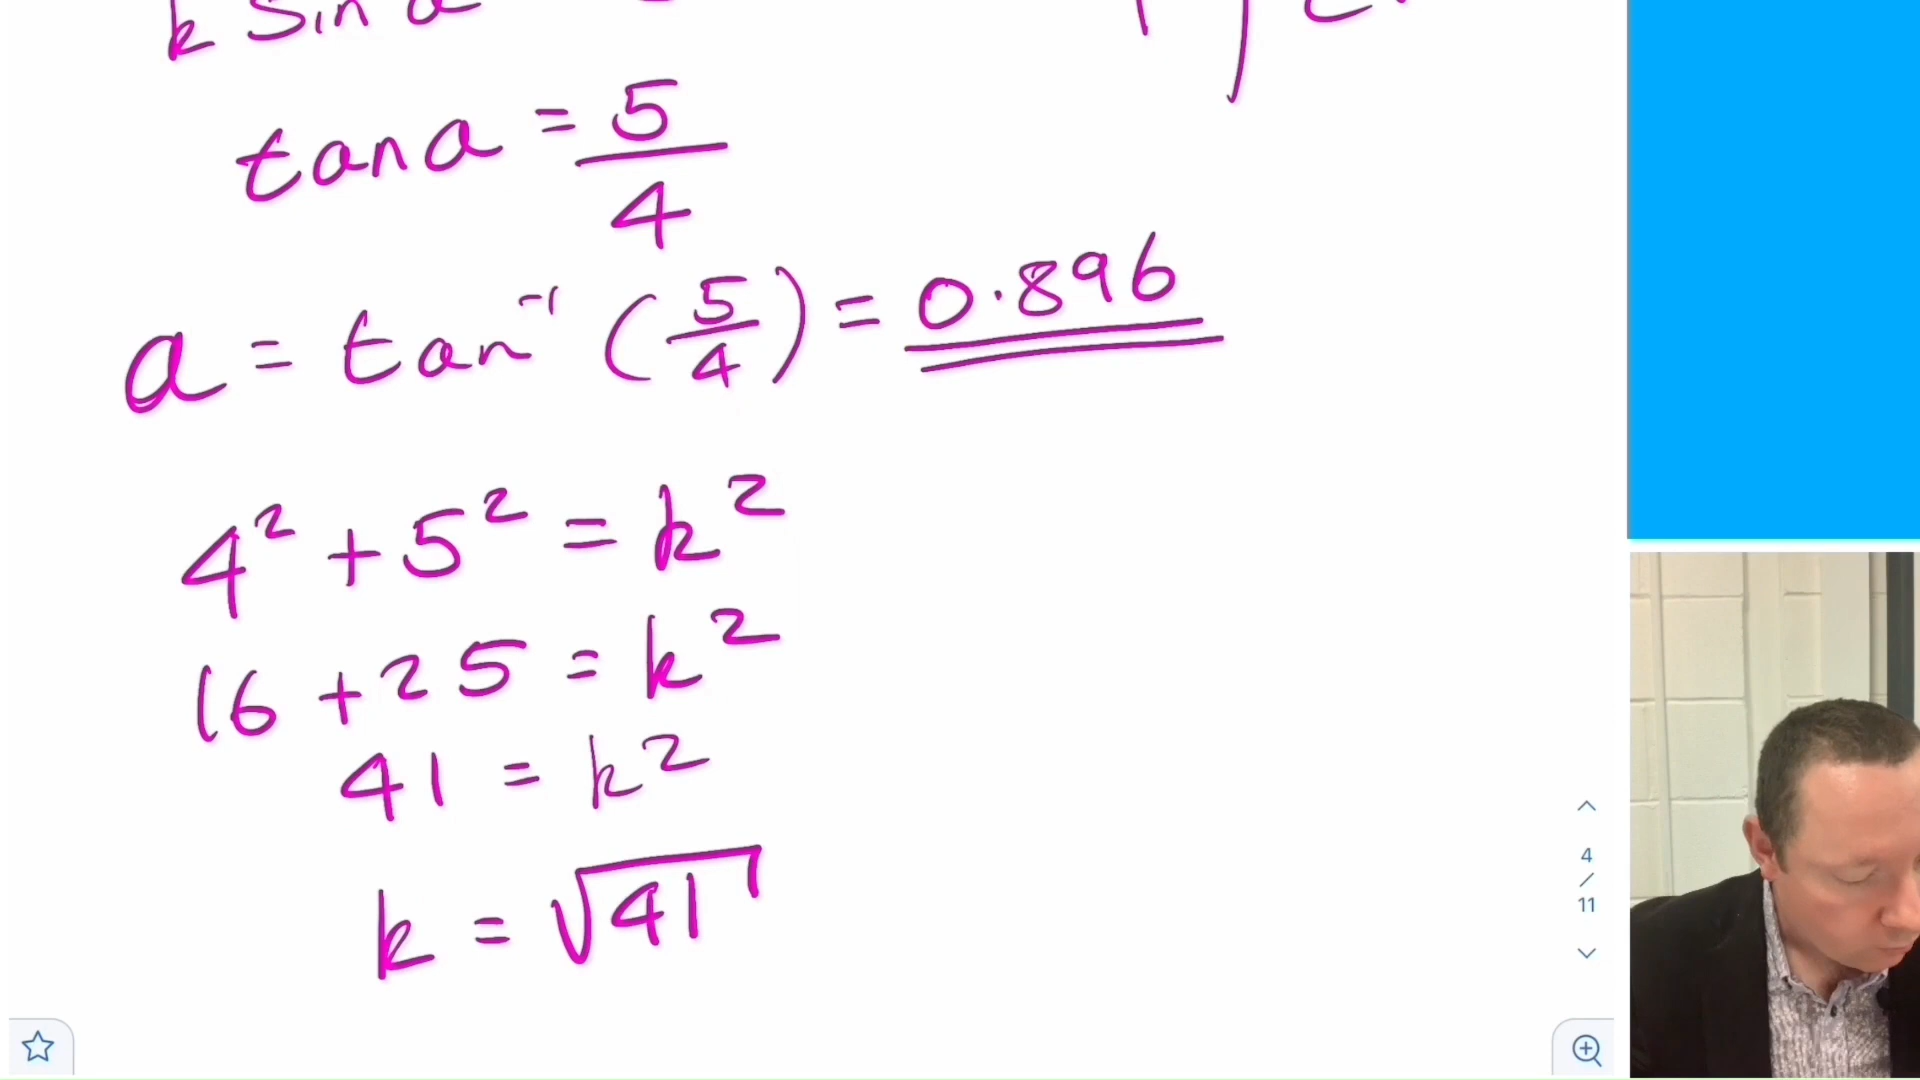 k sin a
tan a = 5/4
a = tan⁻¹ (5/4) = 0.896
4² + 5² = k²
16 + 25 = k²
41 = k²
k = √41
4
/
11